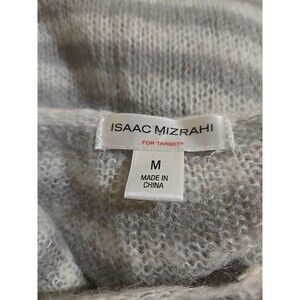 ISAAC MIZRAHI
FOR TARGET®
M
MADE IN
CHINA